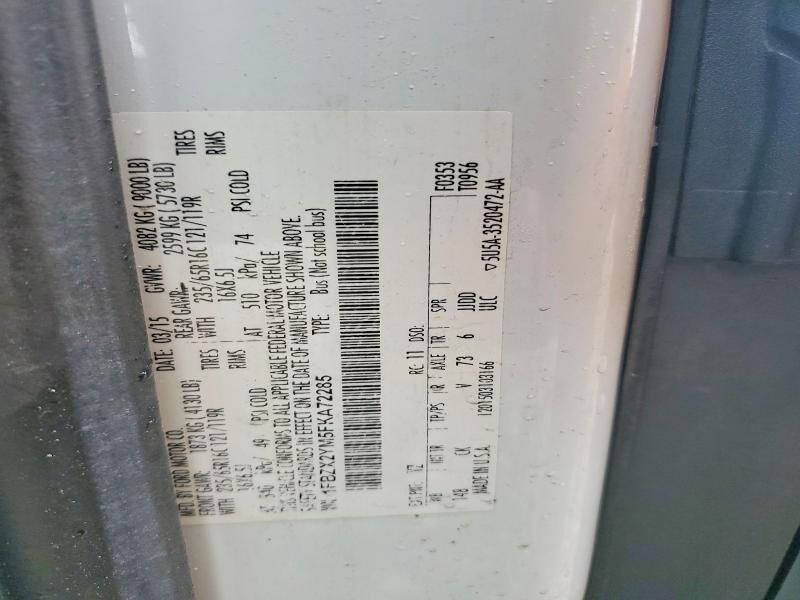 MFD. BY FORD MOTOR CO. DATE: 03/15 GVWR: 4082 KG ( 9000 LB)
FRONT GAWR: 1873 KG ( 4130 LB) REAR GAWR: 2599 KG ( 5730 LB)
WITH 235/65R16C 121/119R TIRES WITH 235/65R16C 121/119R TIRES
16X6.5J RIMS 16X6.5J RIMS
AT kPa/ 49 PSI COLD AT 510 kPa/ 74 PSI COLD
VEHICLE CONFORMS TO ALL APPLICABLE FEDERAL MOTOR VEHICLE
SAFETY STANDARDS IN EFFECT ON THE DATE OF MANUFACTURE SHOWN ABOVE.
VIN: 1FBZX2YM5FKA72285 TYPE: Bus (Not school bus)
EXT PNT: YZ RC: 11 DSO: F0353
WB INT TR TP/PS R AXLE TR SPR T0956
148 CK V 73 6 JJDD
MADE IN U.S.A. ULC
▽5U5A-3520472-AA